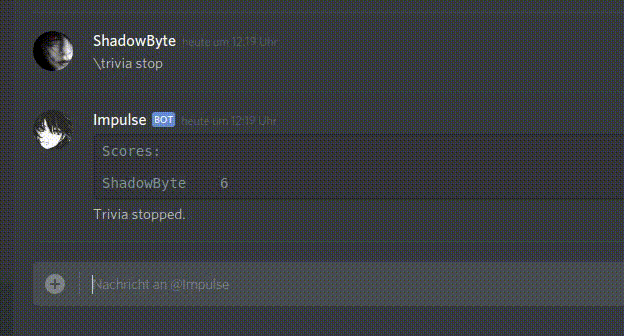 ShadowByte heute um 12:19 Uhr
\trivia stop
Impulse BOT heute um 12:19 Uhr
Scores:
ShadowByte 6
Trivia stopped.
Nachricht an @Impulse